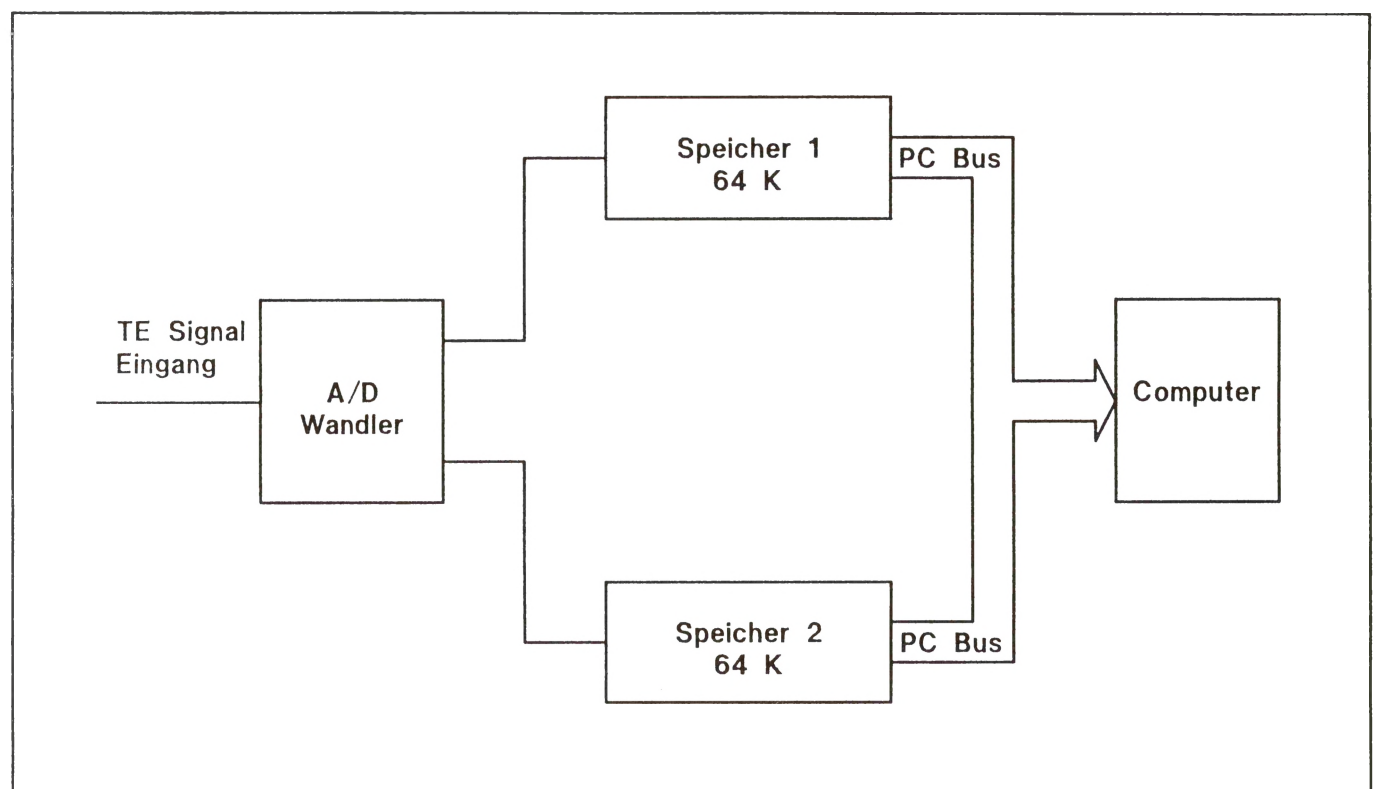 Speicher 1
64 K
PC Bus
TE Signal
Eingang
A/D
Wandler
Computer
Speicher 2
64 K
PC Bus